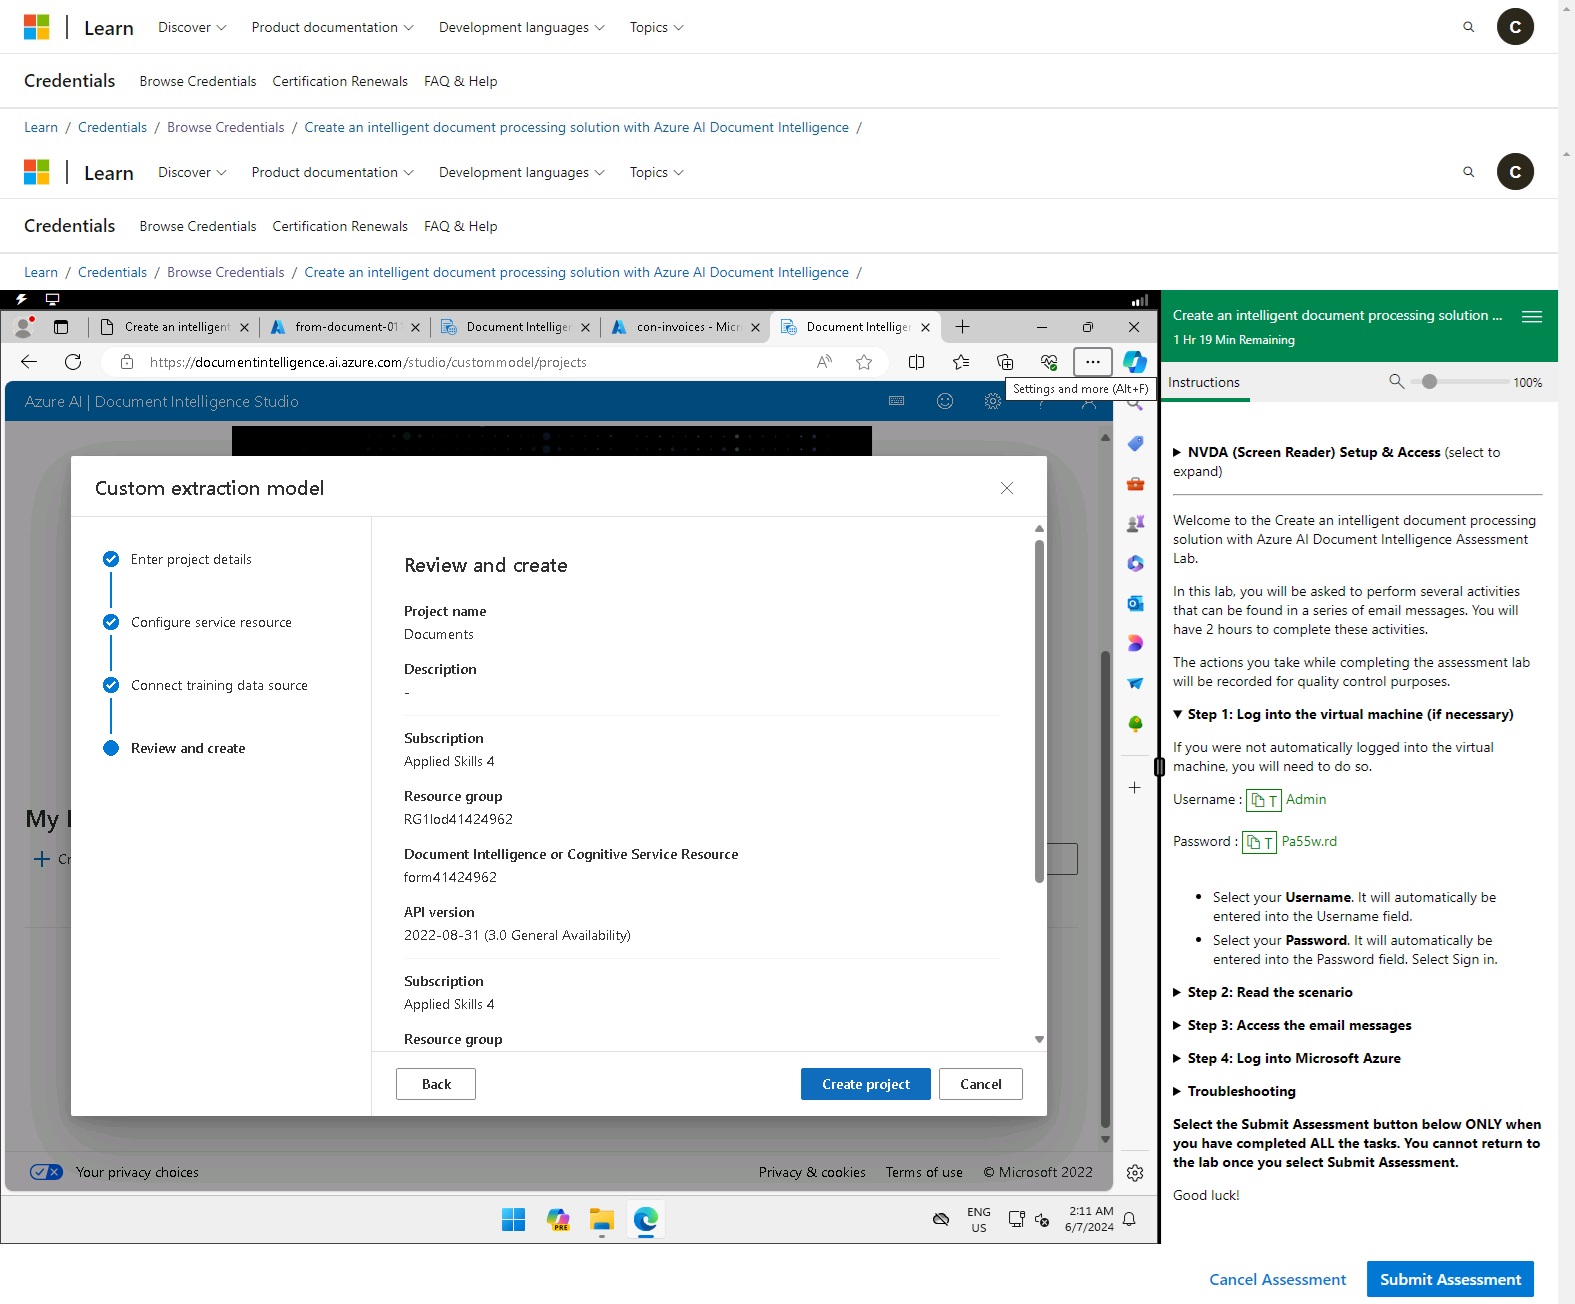 Learn Discover Product documentation Development languages Topics C
Credentials Browse Credentials Certification Renewals FAQ & Help
Learn / Credentials / Browse Credentials / Create an intelligent document processing solution with Azure AI Document Intelligence /
Learn Discover Product documentation Development languages Topics C
Credentials Browse Credentials Certification Renewals FAQ & Help
Learn / Credentials / Browse Credentials / Create an intelligent document processing solution with Azure AI Document Intelligence /
Create an intelligent from-document-01 Document Intelligen con-invoices - Micr Document Intelligen
https://documentintelligence.ai.azure.com/studio/custommodel/projects
Settings and more (Alt+F)
Azure AI | Document Intelligence Studio
Custom extraction model
Enter project details
Configure service resource
Connect training data source
Review and create
Review and create
Project name
Documents
Description
-
Subscription
Applied Skills 4
Resource group
RG1lod41424962
Document Intelligence or Cognitive Service Resource
form41424962
API version
2022-08-31 (3.0 General Availability)
Subscription
Applied Skills 4
Resource group
Back Create project Cancel
My
Your privacy choices Privacy & cookies Terms of use © Microsoft 2022
PRE
ENG
US
2:11 AM
6/7/2024
Create an intelligent document processing solution ...
1 Hr 19 Min Remaining
Instructions 100%
NVDA (Screen Reader) Setup & Access (select to
expand)
Welcome to the Create an intelligent document processing
solution with Azure AI Document Intelligence Assessment
Lab.
In this lab, you will be asked to perform several activities
that can be found in a series of email messages. You will
have 2 hours to complete these activities.
The actions you take while completing the assessment lab
will be recorded for quality control purposes.
Step 1: Log into the virtual machine (if necessary)
If you were not automatically logged into the virtual
machine, you will need to do so.
Username : T Admin
Password : T Pa55w.rd
• Select your Username. It will automatically be
entered into the Username field.
• Select your Password. It will automatically be
entered into the Password field. Select Sign in.
Step 2: Read the scenario
Step 3: Access the email messages
Step 4: Log into Microsoft Azure
Troubleshooting
Select the Submit Assessment button below ONLY when
you have completed ALL the tasks. You cannot return to
the lab once you select Submit Assessment.
Good luck!
Cancel Assessment Submit Assessment